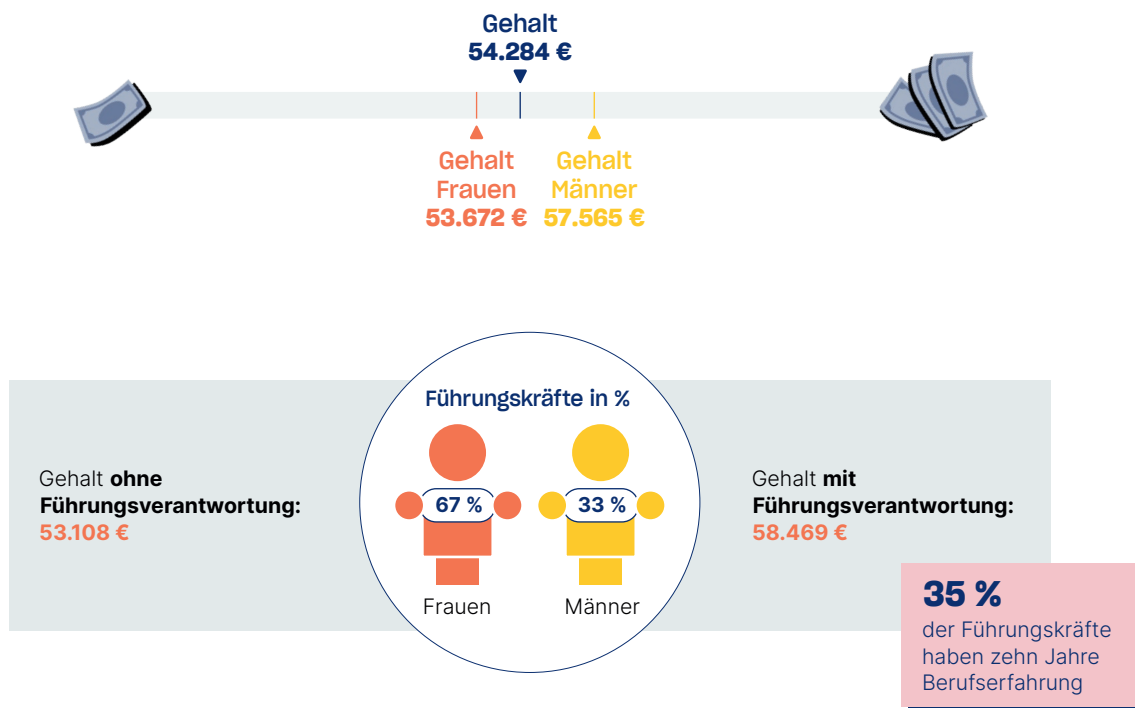 Gehalt
54.284 €
Gehalt
Frauen
53.672 €
Gehalt
Männer
57.565 €
Führungskräfte in %
67 %
33 %
Frauen
Männer
Gehalt ohne
Führungsverantwortung:
53.108 €
Gehalt mit
Führungsverantwortung:
58.469 €
35 %
der Führungskräfte
haben zehn Jahre
Berufserfahrung